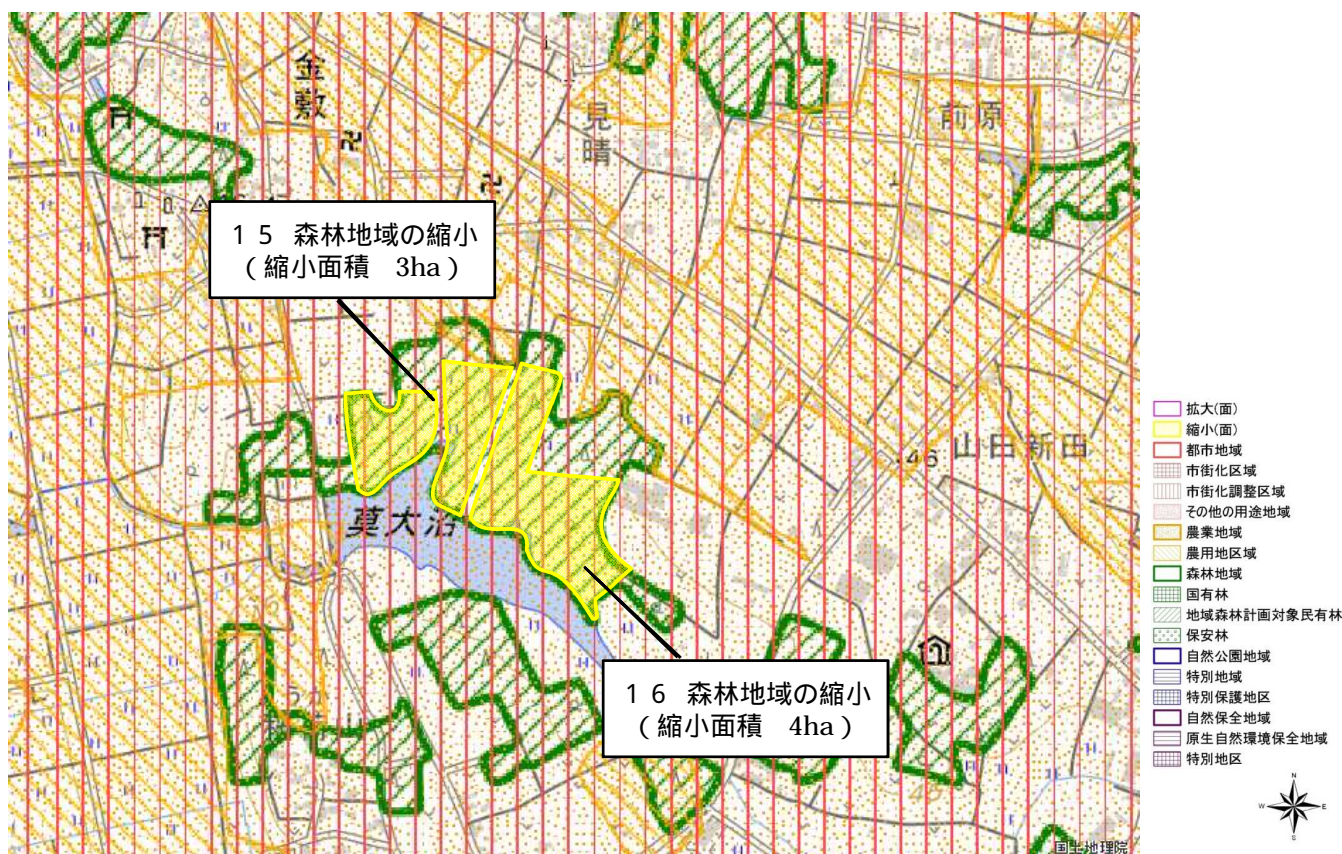 金敷
見晴
前原
１５ 森林地域の縮小
（縮小面積 3ha）
山田新田
・46
莫大沼
１６ 森林地域の縮小
（縮小面積 4ha）
国土地理院
拡大(面)
縮小(面)
都市地域
市街化区域
市街化調整区域
その他の用途地域
農業地域
農用地区域
森林地域
国有林
地域森林計画対象民有林
保安林
自然公園地域
特別地域
特別保護地区
自然保全地域
原生自然環境保全地域
特別地区
N
W
E
S